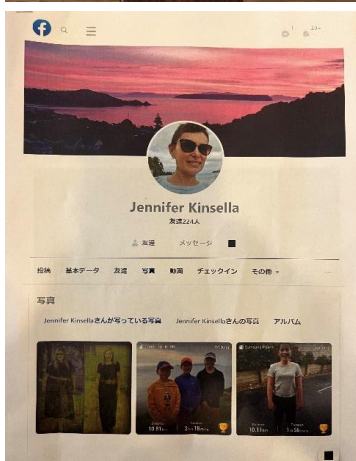 f
Jennifer Kinsella
友達224人
友達 メッセージ
投稿 基本データ 友達 写真 動画 チェックイン その他
写真
Jennifer Kinsellaさんが写っている写真 Jennifer Kinsellaさんの写真 アルバム